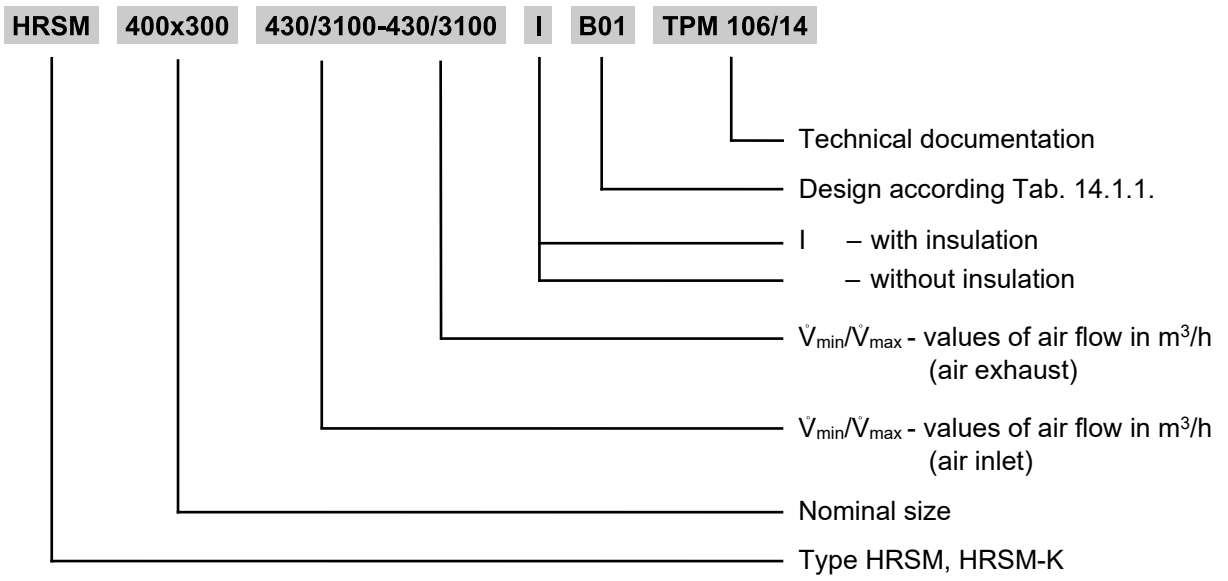 HRSM 400x300 430/3100-430/3100 I B01 TPM 106/14
Technical documentation
Design according Tab. 14.1.1.
I – with insulation
– without insulation
V̊min/V̊max - values of air flow in m³/h
(air exhaust)
V̊min/V̊max - values of air flow in m³/h
(air inlet)
Nominal size
Type HRSM, HRSM-K